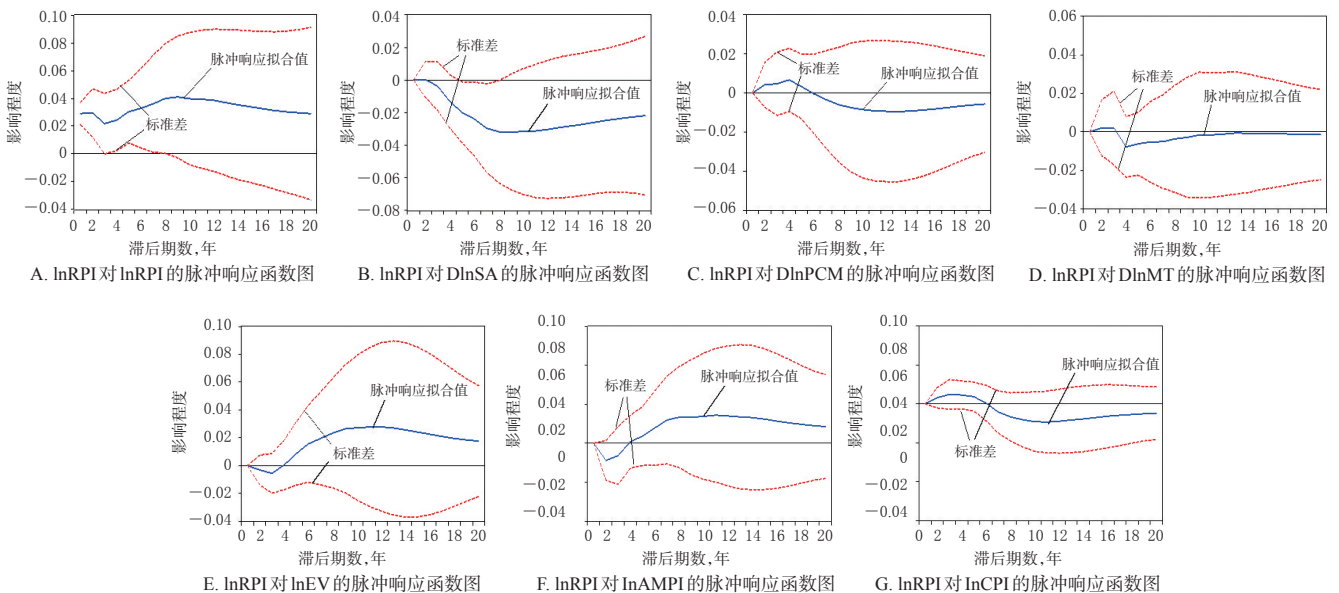 0.10
0.08
0.06
0.04
0.02
0
−0.02
−0.04
影响程度
脉冲响应拟合值
标准差
0 2 4 6 8 10 12 14 16 18 20
滞后期数,年
A. lnRPI对lnRPI的脉冲响应函数图
0.04
0.02
0
−0.02
−0.04
−0.06
−0.08
影响程度
标准差
脉冲响应拟合值
0 2 4 6 8 10 12 14 16 18 20
滞后期数,年
B. lnRPI对DlnSA的脉冲响应函数图
0.04
0.02
0
−0.02
−0.04
−0.06
影响程度
标准差
脉冲响应拟合值
0 2 4 6 8 10 12 14 16 18 20
滞后期数,年
C. lnRPI对DlnPCM的脉冲响应函数图
0.06
0.04
0.02
0
−0.02
−0.04
影响程度
标准差
脉冲响应拟合值
0 2 4 6 8 10 12 14 16 18 20
滞后期数,年
D. lnRPI对DlnMT的脉冲响应函数图
0.10
0.08
0.06
0.04
0.02
0
−0.02
−0.04
影响程度
脉冲响应拟合值
标准差
0 2 4 6 8 10 12 14 16 18 20
滞后期数,年
E. lnRPI对lnEV的脉冲响应函数图
0.10
0.08
0.06
0.04
0.02
0
−0.02
−0.04
影响程度
标准差
脉冲响应拟合值
0 2 4 6 8 10 12 14 16 18 20
滞后期数,年
F. lnRPI对InAMPI的脉冲响应函数图
0.10
0.08
0.06
0.04
0.02
0
−0.02
−0.04
影响程度
脉冲响应拟合值
标准差
0 2 4 6 8 10 12 14 16 18 20
滞后期数,年
G. lnRPI对InCPI的脉冲响应函数图